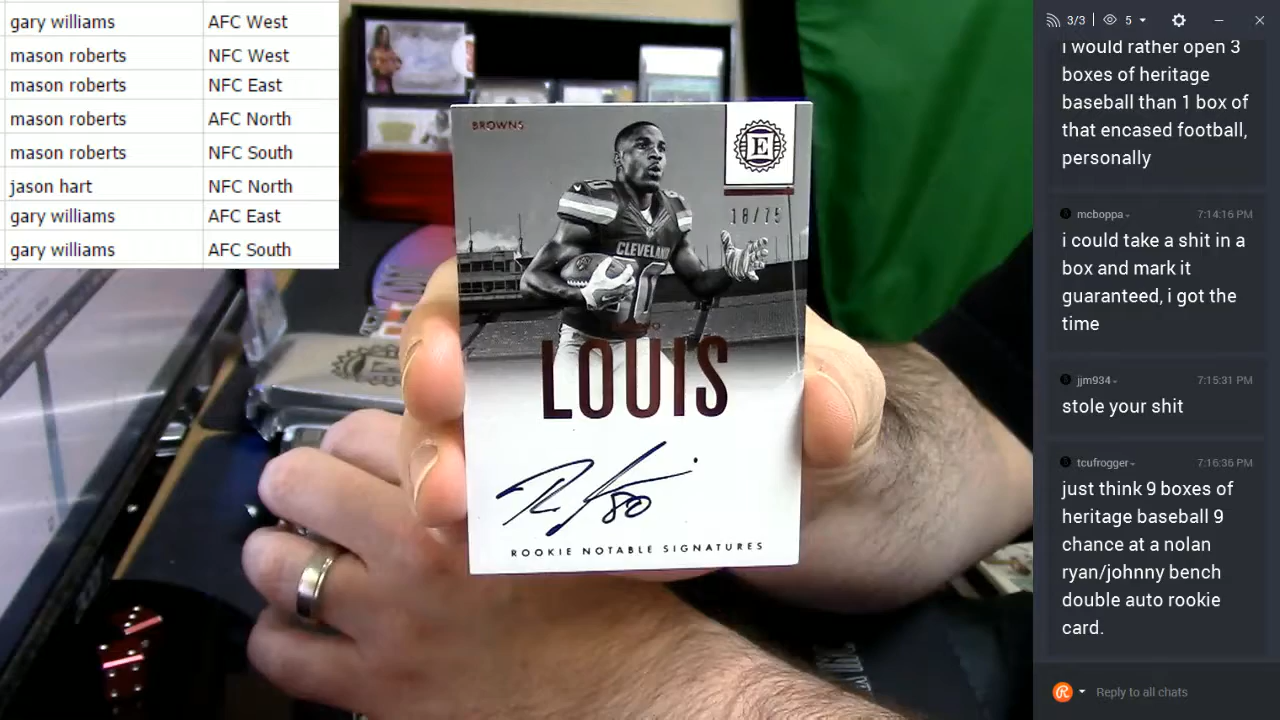 gary williams AFC West
mason roberts NFC West
mason roberts NFC East
mason roberts AFC North
mason roberts NFC South
jason hart NFC North
gary williams AFC East
gary williams AFC South
BROWNS
E
18/75
CLEVELAND
LOUIS
80
ROOKIE NOTABLE SIGNATURES
3/3
5
i would rather open 3
boxes of heritage
baseball than 1 box of
that encased football,
personally
mcboppa 7:14:16 PM
i could take a shit in a
box and mark it
guaranteed, i got the
time
jjm934 7:15:31 PM
stole your shit
tcufrogger 7:16:36 PM
just think 9 boxes of
heritage baseball 9
chance at a nolan
ryan/johnny bench
double auto rookie
card.
Reply to all chats